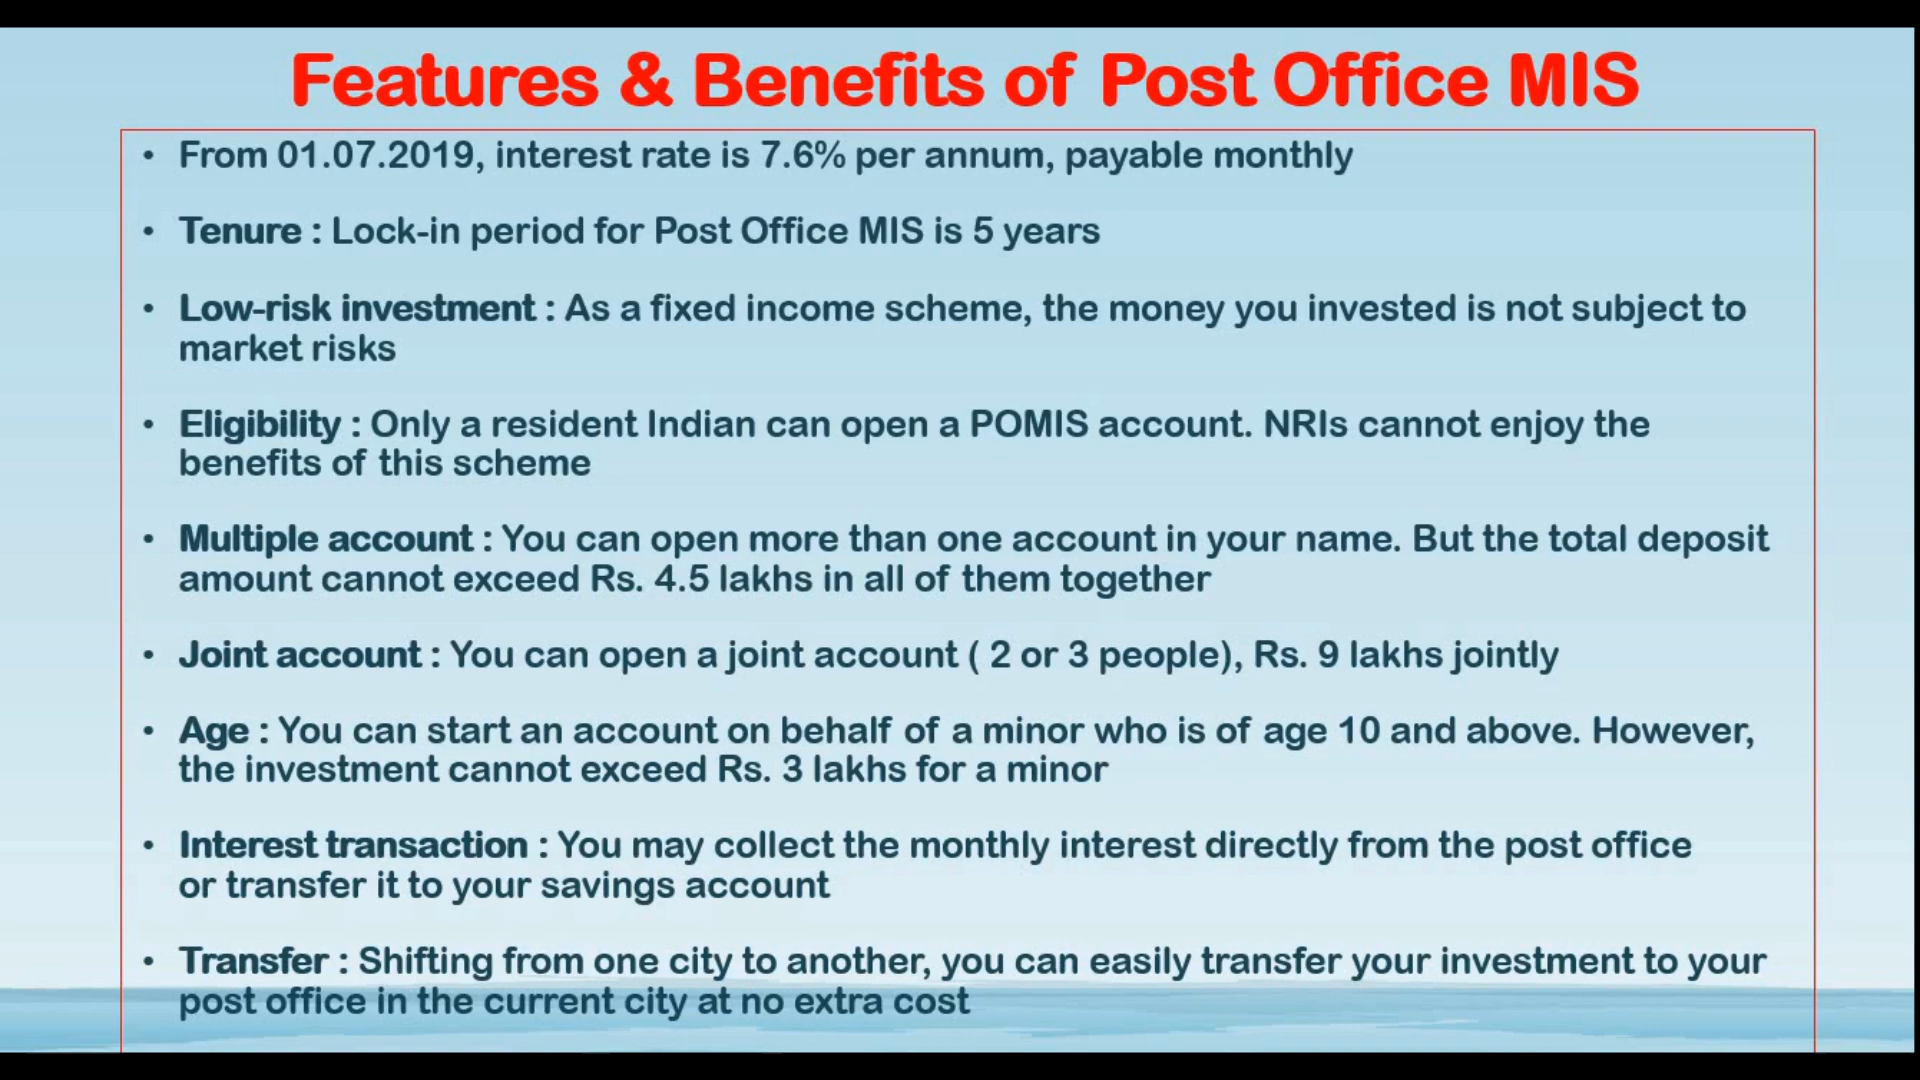 Features & Benefits of Post Office MIS
• From 01.07.2019, interest rate is 7.6% per annum, payable monthly
• Tenure : Lock-in period for Post Office MIS is 5 years
• Low-risk investment : As a fixed income scheme, the money you invested is not subject to
market risks
• Eligibility : Only a resident Indian can open a POMIS account. NRIs cannot enjoy the
benefits of this scheme
• Multiple account : You can open more than one account in your name. But the total deposit
amount cannot exceed Rs. 4.5 lakhs in all of them together
• Joint account : You can open a joint account ( 2 or 3 people), Rs. 9 lakhs jointly
• Age : You can start an account on behalf of a minor who is of age 10 and above. However,
the investment cannot exceed Rs. 3 lakhs for a minor
• Interest transaction : You may collect the monthly interest directly from the post office
or transfer it to your savings account
• Transfer : Shifting from one city to another, you can easily transfer your investment to your
post office in the current city at no extra cost